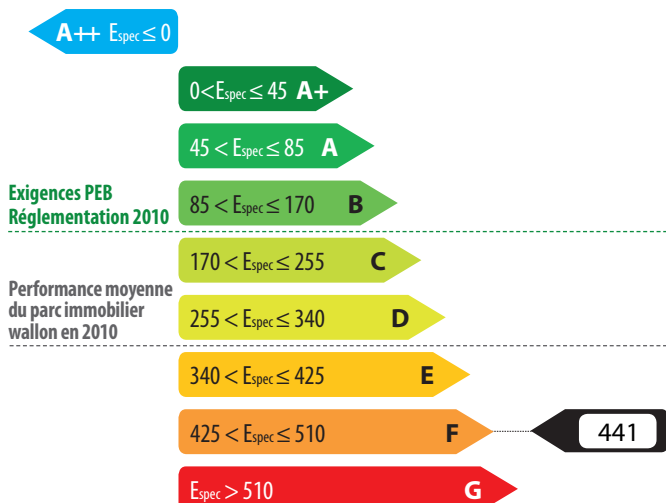 A++ Espec ≤ 0
0<Espec ≤ 45 A+
45 < Espec ≤ 85 A
Exigences PEB
Réglementation 2010
85 < Espec ≤ 170 B
170 < Espec ≤ 255 C
Performance moyenne
du parc immobilier
wallon en 2010
255 < Espec ≤ 340 D
340 < Espec ≤ 425 E
425 < Espec ≤ 510 F
441
Espec > 510 G